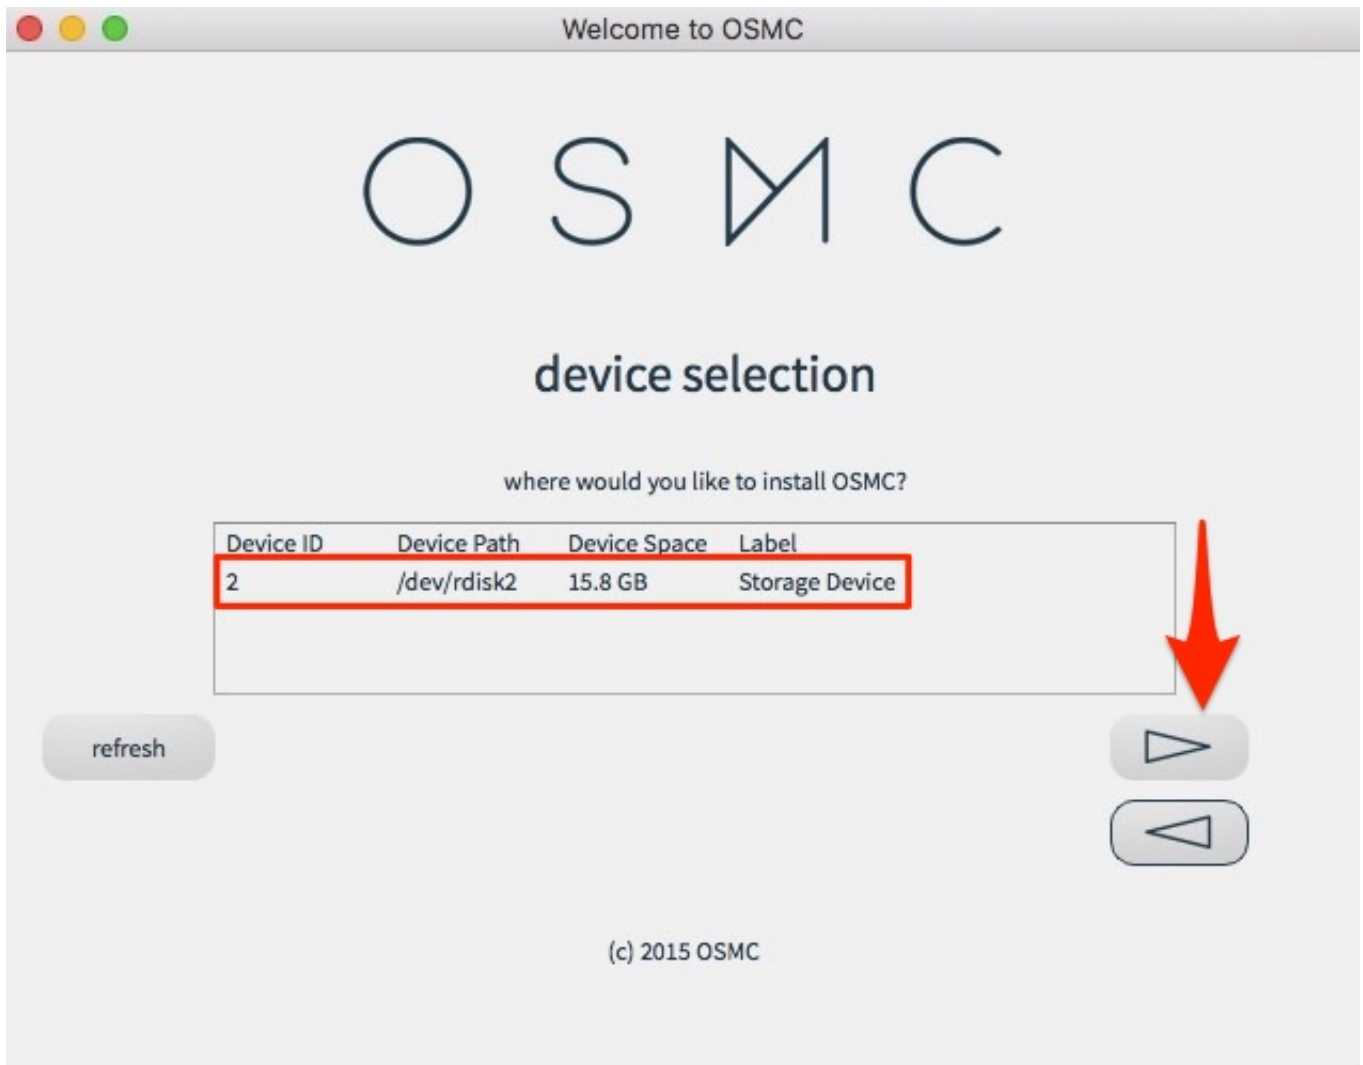 Welcome to OSMC
OSMC
device selection
where would you like to install OSMC?
Device ID Device Path Device Space Label
2 /dev/rdisk2 15.8 GB Storage Device
refresh
(c) 2015 OSMC